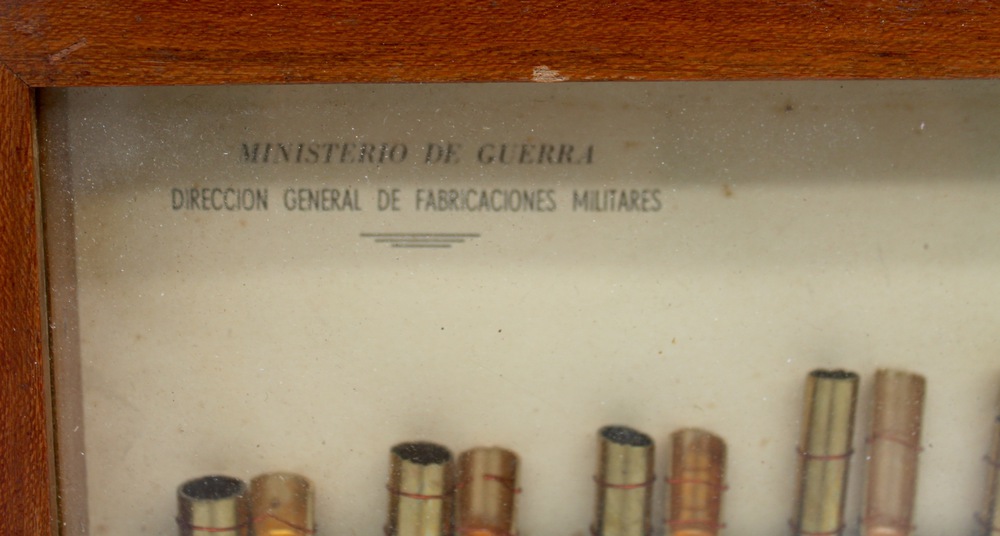 MINISTERIO DE GUERRA
DIRECCION GENERAL DE FABRICACIONES MILITARES